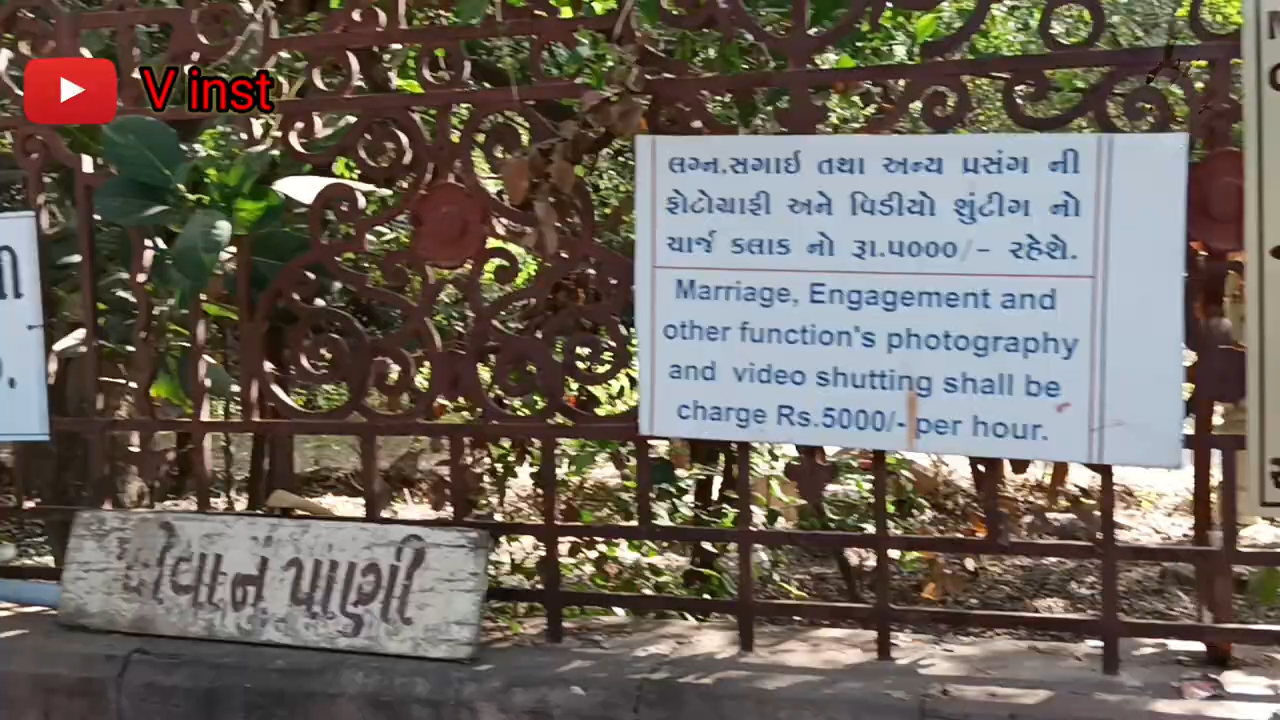 V inst
લગ્ન.સગાઇ તથા અન્ય પ્રસંગ ની
ફોટોગ્રાફી અને વિડીયો શુંટીગ નો
ચાર્જ કલાક નો રૂા.૫૦૦૦/- રહેશે.
Marriage, Engagement and
other function's photography
and video shutting shall be
charge Rs.5000/- per hour.
પીવાનું પાણી